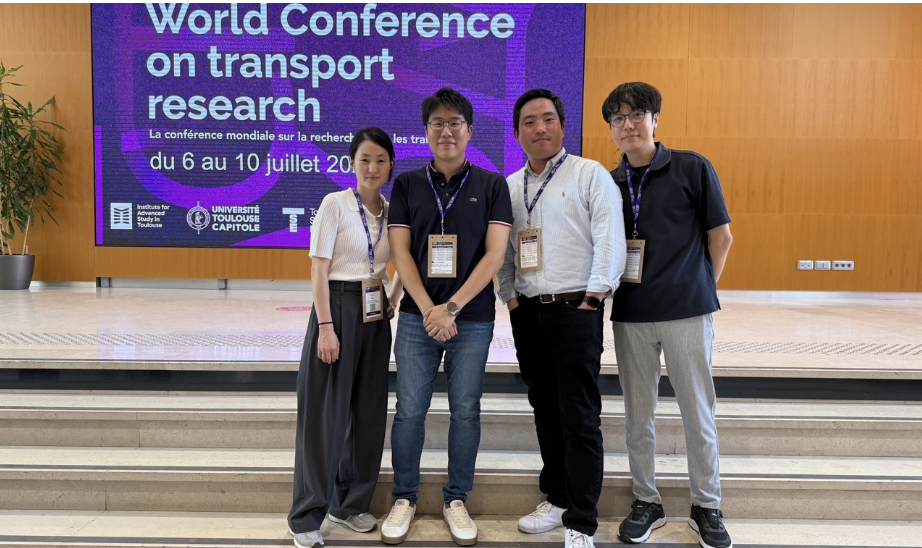 World Conference
on transport
research
La conférence mondiale sur la recherche les
du 6 au 10 juillet
Institute for
Advanced
Study in
Toulouse
UNIVERSITÉ
TOULOUSE
CAPITOLE
T